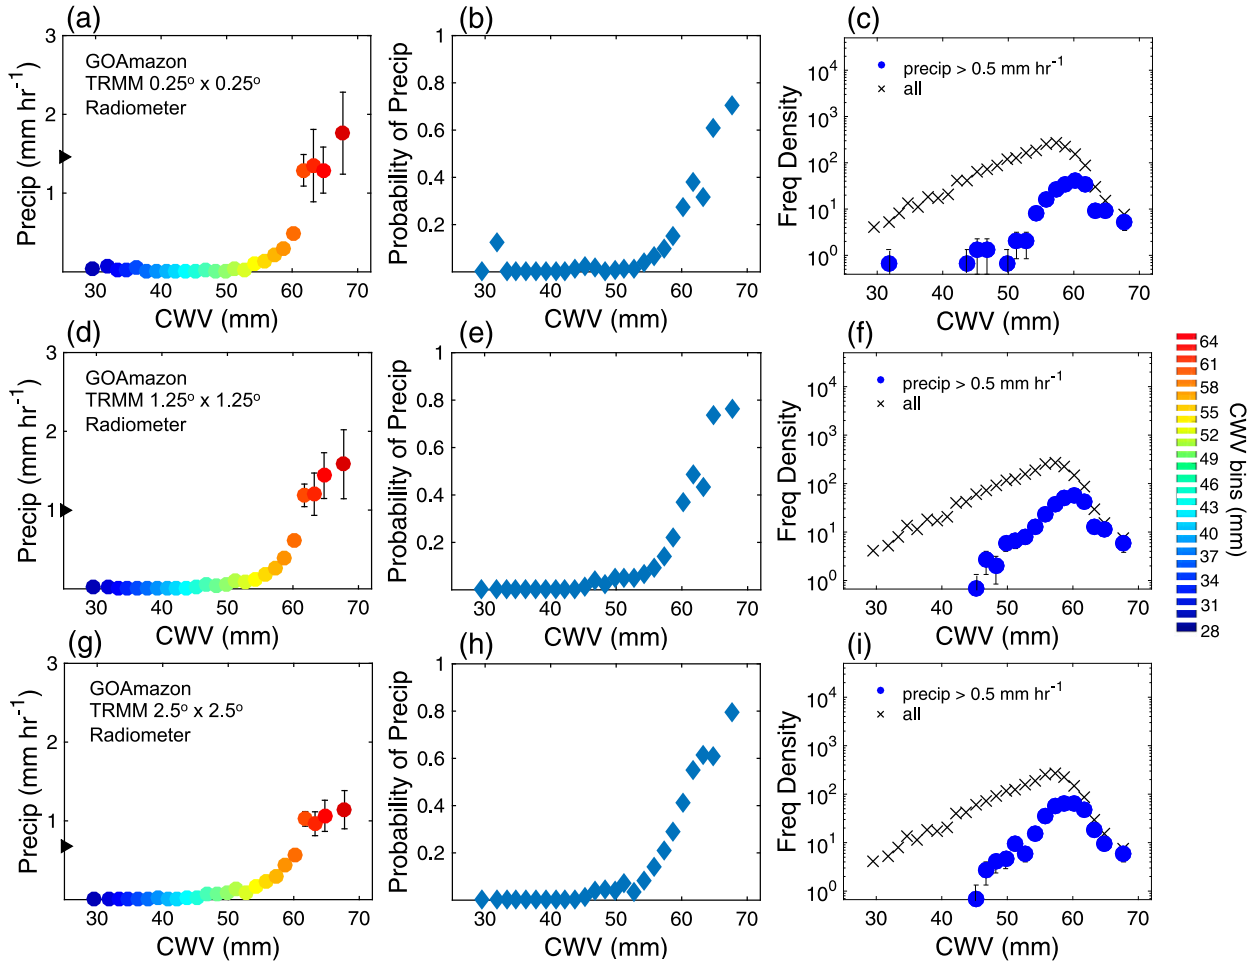 (a)
3
2
1
Precip (mm hr⁻¹)
GOAmazon
TRMM 0.25° x 0.25°
Radiometer
30 40 50 60 70
CWV (mm)
(b)
1
0.8
0.6
0.4
0.2
Probability of Precip
30 40 50 60 70
CWV (mm)
(c)
10⁴
10³
10²
10¹
10⁰
Freq Density
precip > 0.5 mm hr⁻¹
all
30 40 50 60 70
CWV (mm)
(d)
3
2
1
Precip (mm hr⁻¹)
GOAmazon
TRMM 1.25° x 1.25°
Radiometer
30 40 50 60 70
CWV (mm)
(e)
1
0.8
0.6
0.4
0.2
Probability of Precip
30 40 50 60 70
CWV (mm)
(f)
10⁴
10³
10²
10¹
10⁰
Freq Density
precip > 0.5 mm hr⁻¹
all
30 40 50 60 70
CWV (mm)
64
61
58
55
52
49
46
43
40
37
34
31
28
CWV bins (mm)
(g)
3
2
1
0
Precip (mm hr⁻¹)
GOAmazon
TRMM 2.5° x 2.5°
Radiometer
30 40 50 60 70
CWV (mm)
(h)
1
0.8
0.6
0.4
0.2
Probability of Precip
30 40 50 60 70
CWV (mm)
(i)
10⁴
10³
10²
10¹
10⁰
Freq Density
precip > 0.5 mm hr⁻¹
all
30 40 50 60 70
CWV (mm)